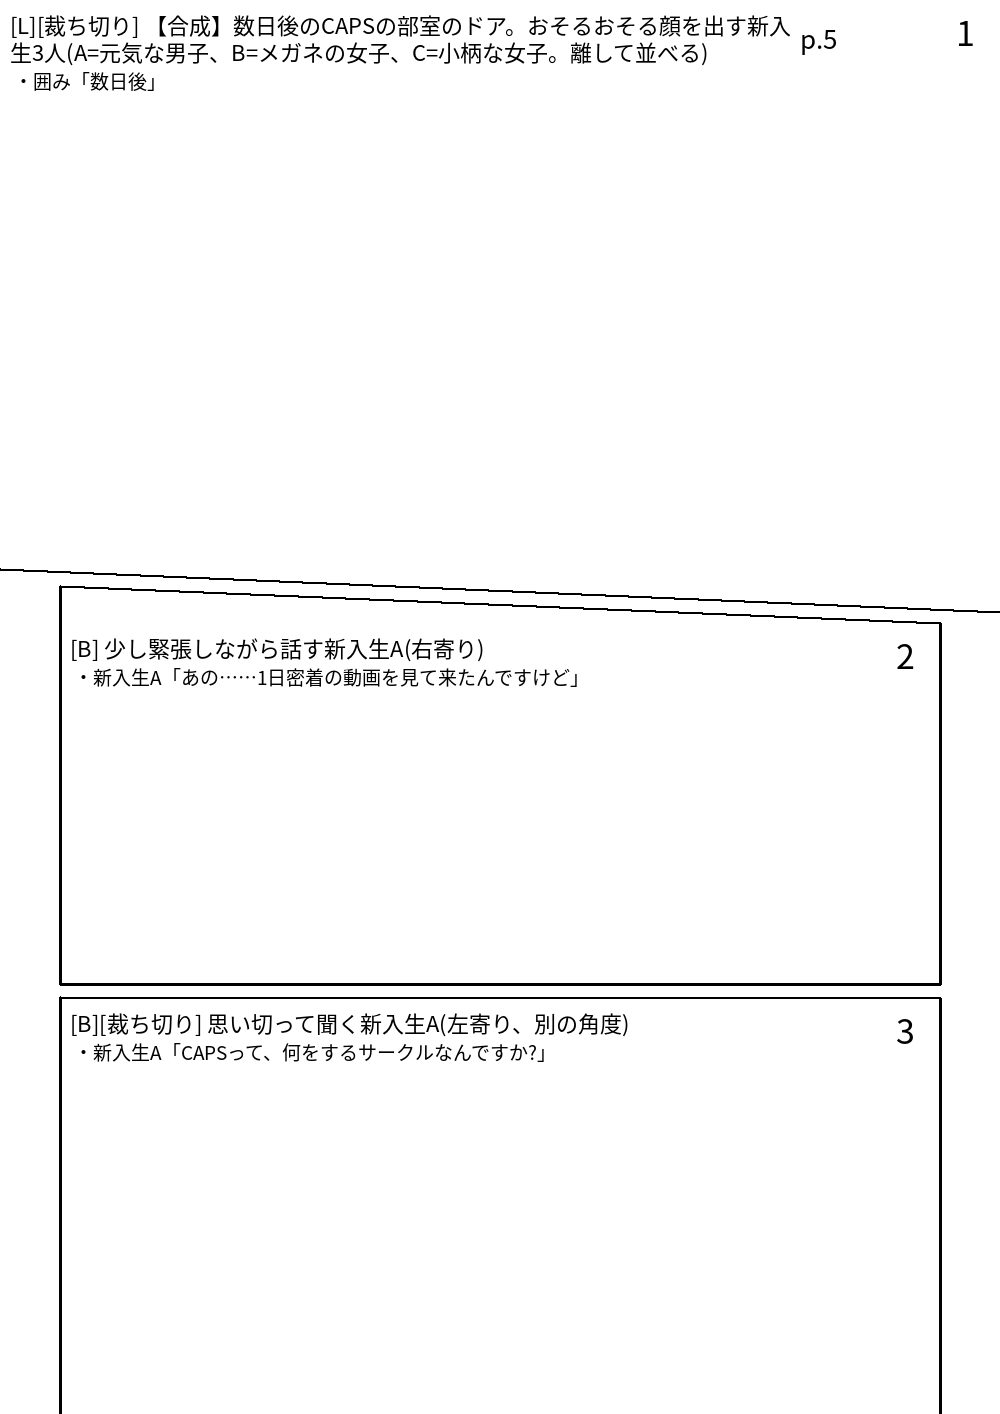 [L][裁ち切り] 【合成】数日後のCAPSの部室のドア。おそるおそる顔を出す新入
生3人(A=元気な男子、B=メガネの女子、C=小柄な女子。離して並べる)
・囲み「数日後」
p.5
1
[B] 少し緊張しながら話す新入生A(右寄り)
・新入生A「あの……1日密着の動画を見て来たんですけど」
2
[B][裁ち切り] 思い切って聞く新入生A(左寄り、別の角度)
・新入生A「CAPSって、何をするサークルなんですか?」
3